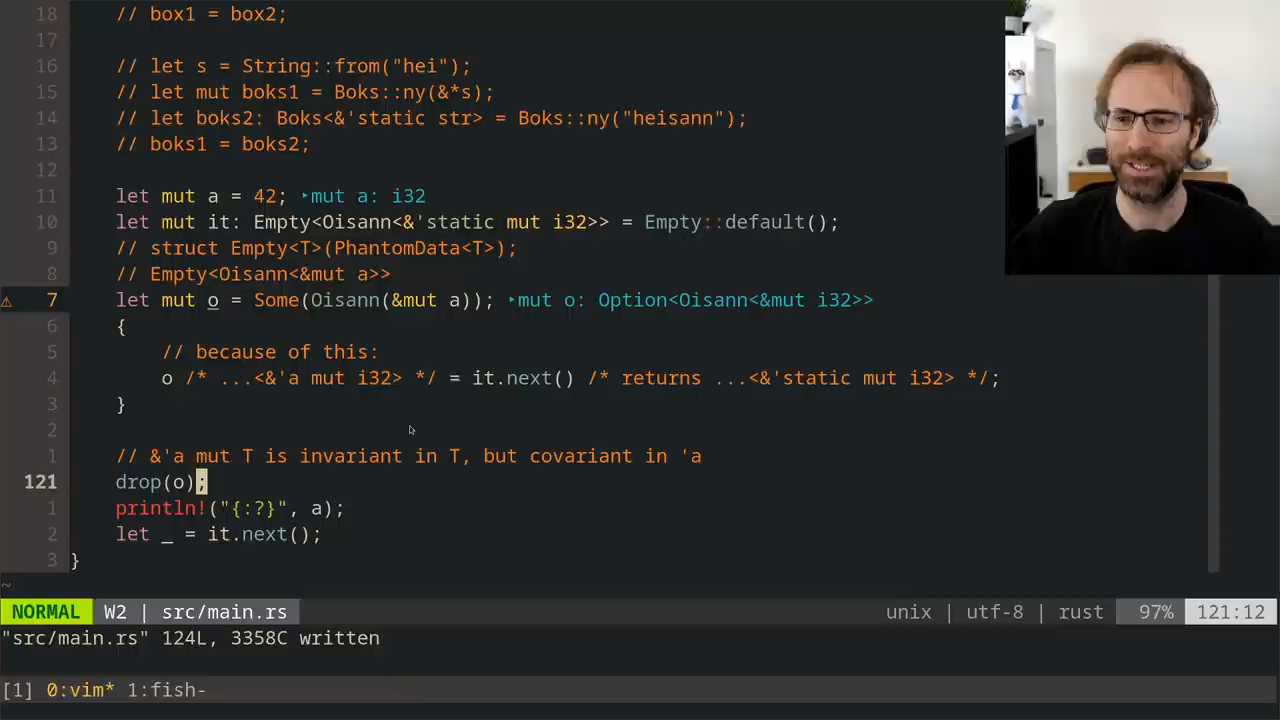 18 // box1 = box2;
17
16 // let s = String::from("hei");
15 // let mut boks1 = Boks::ny(&*s);
14 // let boks2: Boks<&'static str> = Boks::ny("heisann");
13 // boks1 = boks2;
12
11 let mut a = 42; ‣mut a: i32
10 let mut it: Empty<Oisann<&'static mut i32>> = Empty::default();
9 // struct Empty<T>(PhantomData<T>);
8 // Empty<Oisann<&mut a>>
⚠ 7 let mut o = Some(Oisann(&mut a)); ‣mut o: Option<Oisann<&mut i32>>
6 {
5 // because of this:
4 o /* ...<&'a mut i32> */ = it.next() /* returns ...<&'static mut i32> */;
3 }
2
1 // &'a mut T is invariant in T, but covariant in 'a
121 drop(o);
1 println!("{:?}", a);
2 let _ = it.next();
3 }
~
NORMAL W2 | src/main.rs unix | utf-8 | rust 97% 121:12
"src/main.rs" 124L, 3358C written
[1] 0:vim* 1:fish-